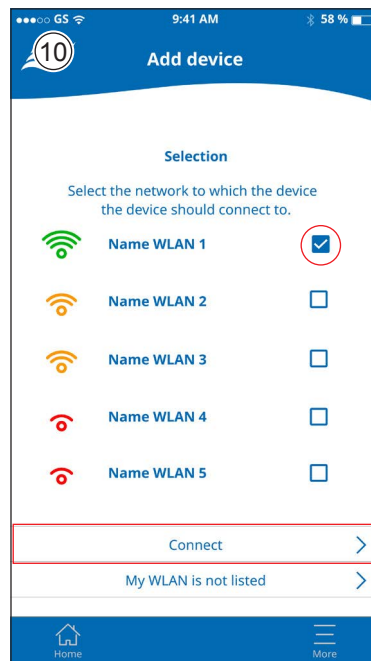 ●●●○○ GS 9:41 AM 58 %
10
Add device
Selection
Select the network to which the device
the device should connect to.
Name WLAN 1
Name WLAN 2
Name WLAN 3
Name WLAN 4
Name WLAN 5
Connect
My WLAN is not listed
Home More